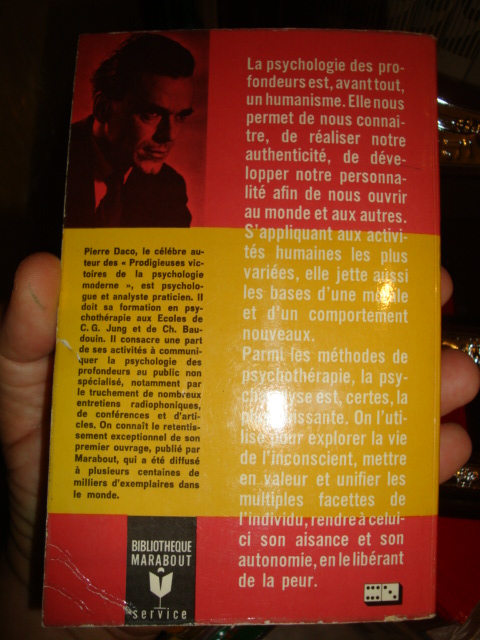 La psychologie des pro-
fondeurs est, avant tout,
un humanisme. Elle nous
permet de nous connai-
tre, de réaliser notre
authenticité, de déve-
lopper notre personna-
lité afin de nous ouvrir
au monde et aux autres.
S'appliquant aux activi-
tés humaines les plus
variées, elle jette aussi
les bases d'une morale
et d'un comportement
nouveaux.
Parmi les méthodes de
psychothérapie, la psy-
chanalyse est, certes, la
plus puissante. On l'uti-
lise pour explorer la vie
de l'inconscient, mettre
en valeur et unifier les
multiples facettes de
l'individu, rendre à celui-
ci son aisance et son
autonomie, en le libérant
de la peur.
Pierre Daco, le célèbre au-
teur des « Prodigieuses vic-
toires de la psychologie
moderne », est psycholo-
gue et analyste praticien. Il
doit sa formation en psy-
chothérapie aux Ecoles de
C. G. Jung et de Ch. Bau-
douin. Il consacre une part
de ses activités à communi-
quer la psychologie des
profondeurs au public non
spécialisé, notamment par
le truchement de nombreux
entretiens radiophoniques,
de conférences et d'arti-
cles. On connaît le retentis-
sement exceptionnel de son
premier ouvrage, publié par
Marabout, qui a été diffusé
à plusieurs centaines de
milliers d'exemplaires dans
le monde.
BIBLIOTHEQUE
MARABOUT
service